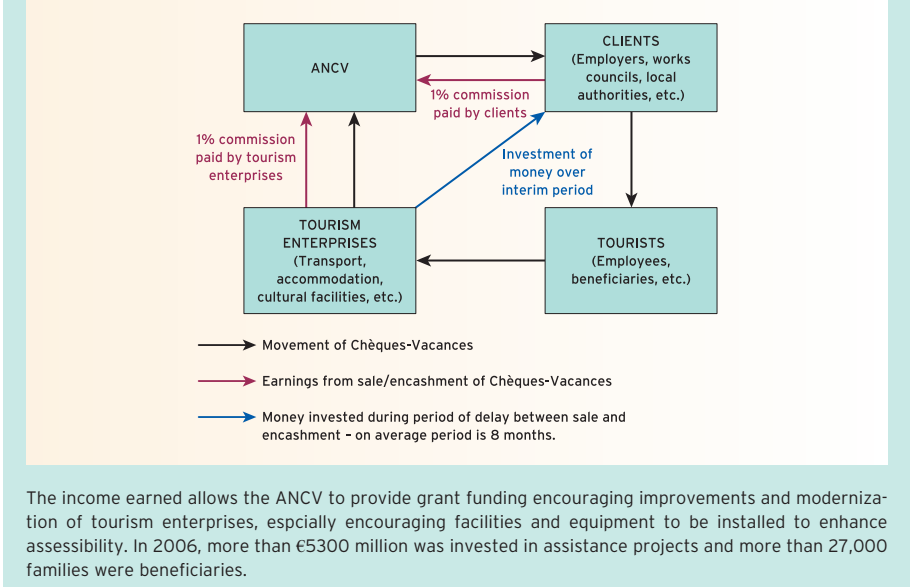 ANCV
CLIENTS
(Employers, works
councils, local
authorities, etc.)
1% commission
paid by clients
1% commission
paid by tourism
enterprises
Investment of
money over
interim period
TOURISM
ENTERPRISES
(Transport,
accommodation,
cultural facilities, etc.)
TOURISTS
(Employees,
beneficiaries, etc.)
Movement of Chèques-Vacances
Earnings from sale/encashment of Chèques-Vacances
Money invested during period of delay between sale and
encashment – on average period is 8 months.
The income earned allows the ANCV to provide grant funding encouraging improvements and moderniza-
tion of tourism enterprises, espcially encouraging facilities and equipment to be installed to enhance
assessibility. In 2006, more than €5300 million was invested in assistance projects and more than 27,000
families were beneficiaries.